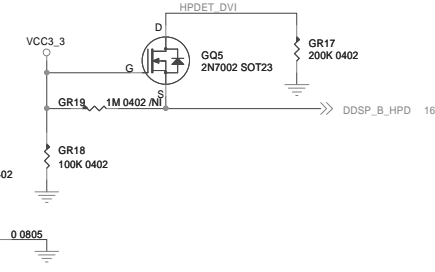 HPDET_DVI
D
VCC3_3
GR17
200K 0402
GQ5
2N7002 SOT23
G
S
GR19 1M 0402 /NI
DDSP_B_HPD 16
GR18
100K 0402
02
0 0805